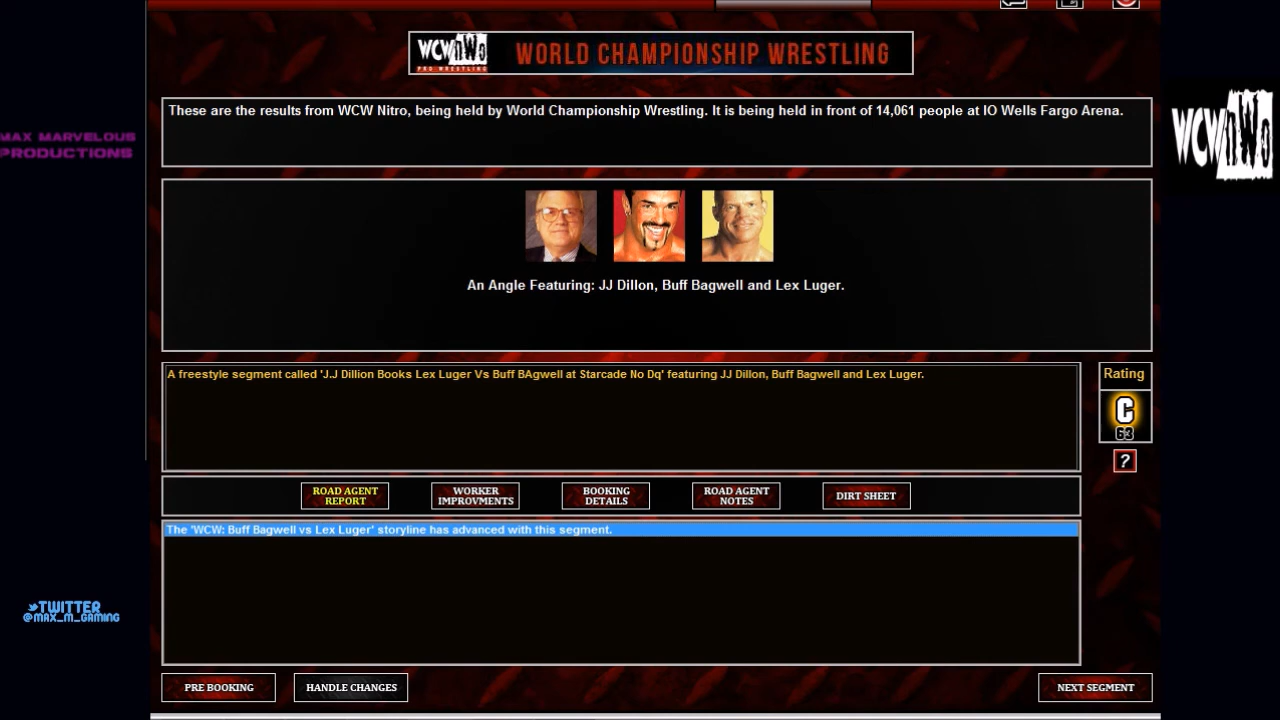 WCW nWo
PRO WRESTLING
WORLD CHAMPIONSHIP WRESTLING
These are the results from WCW Nitro, being held by World Championship Wrestling. It is being held in front of 14,061 people at IO Wells Fargo Arena.
MAX MARVELOUS
PRODUCTIONS
WCW nWo
An Angle Featuring: JJ Dillon, Buff Bagwell and Lex Luger.
A freestyle segment called 'J.J Dillion Books Lex Luger Vs Buff BAgwell at Starcade No Dq' featuring JJ Dillon, Buff Bagwell and Lex Luger.
Rating
C
63
?
ROAD AGENT
REPORT
WORKER
IMPROVMENTS
BOOKING
DETAILS
ROAD AGENT
NOTES
DIRT SHEET
The 'WCW: Buff Bagwell vs Lex Luger' storyline has advanced with this segment.
TWITTER
@MAX_M_GAMING
PRE BOOKING
HANDLE CHANGES
NEXT SEGMENT